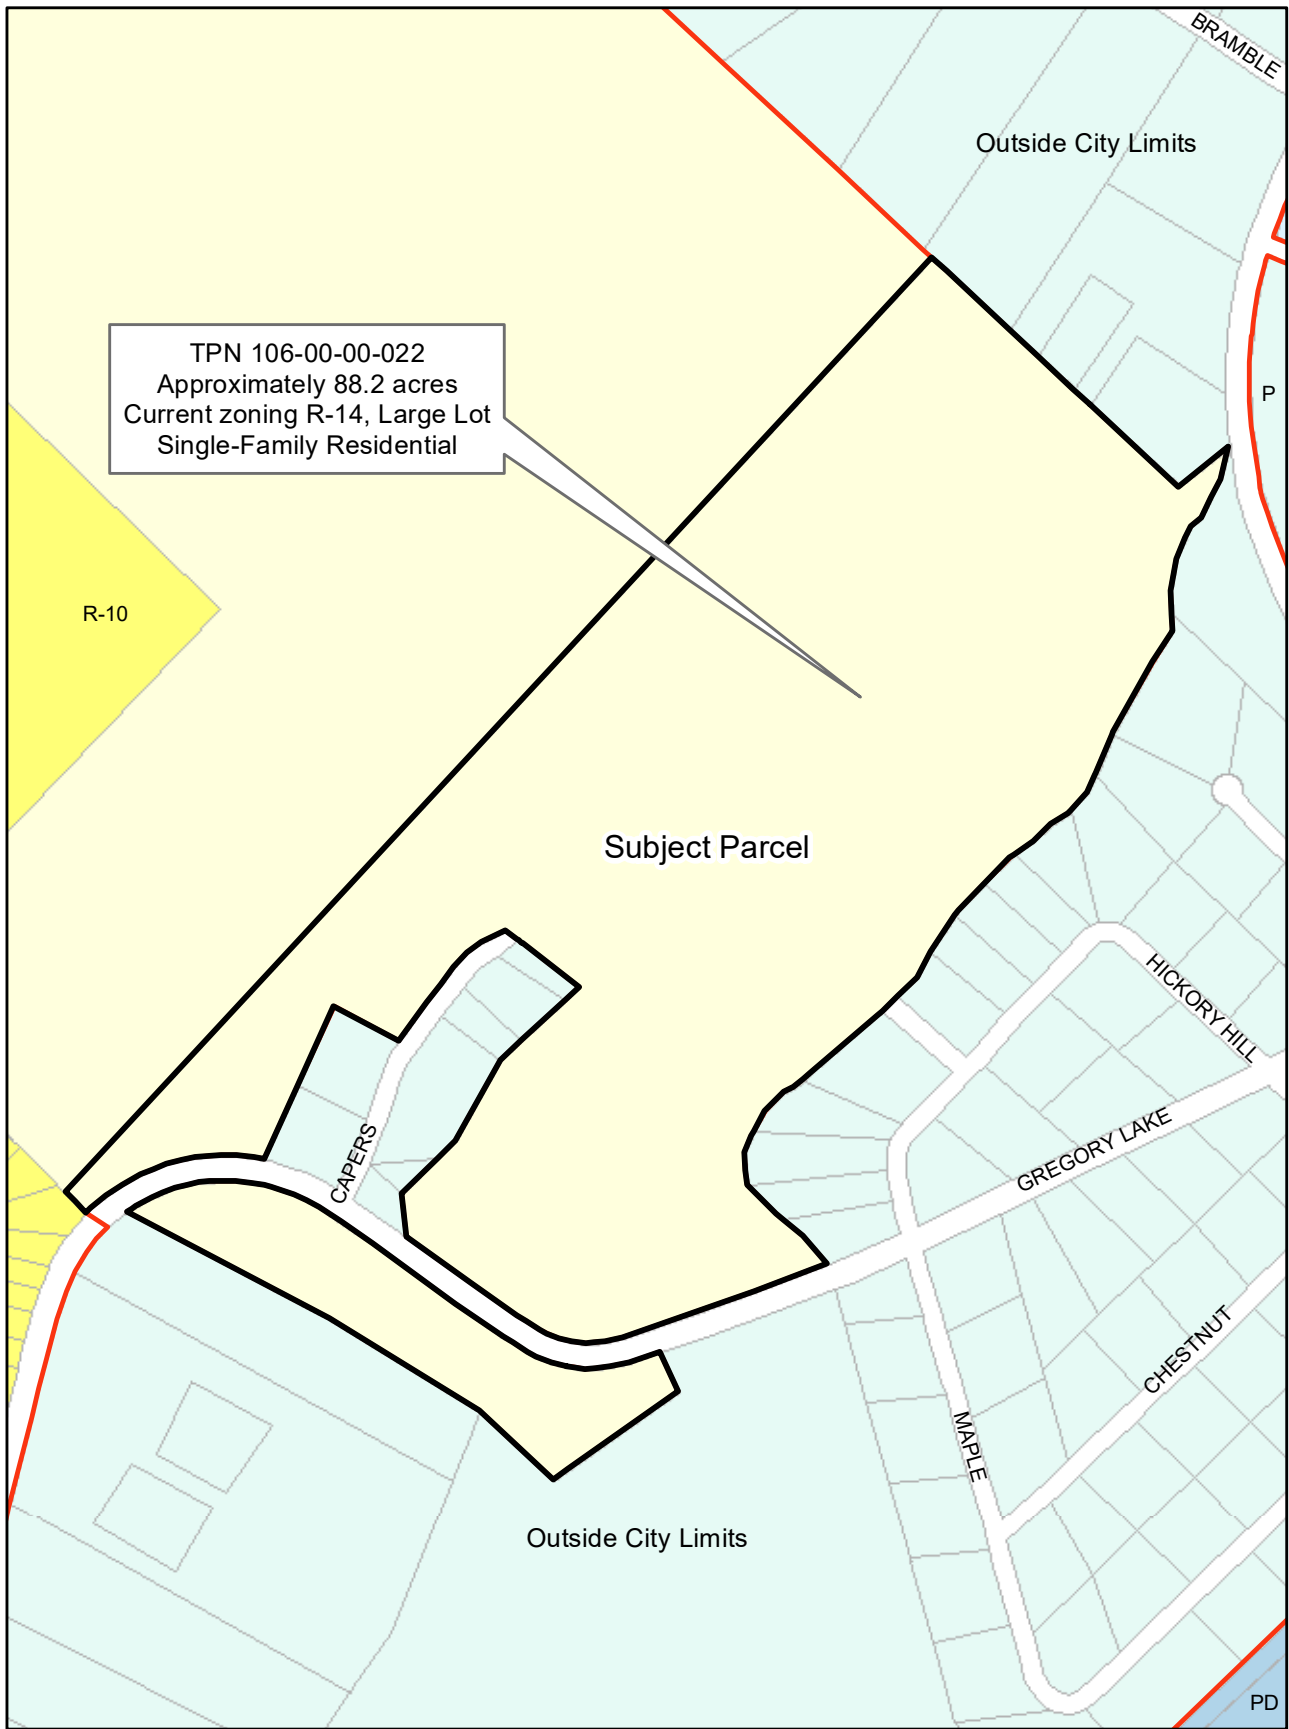 BRAMBLE
Outside City Limits
TPN 106-00-00-022
Approximately 88.2 acres
Current zoning R-14, Large Lot
Single-Family Residential
P
R-10
Subject Parcel
HICKORY HILL
GREGORY LAKE
CAPERS
CHESTNUT
MAPLE
Outside City Limits
PD